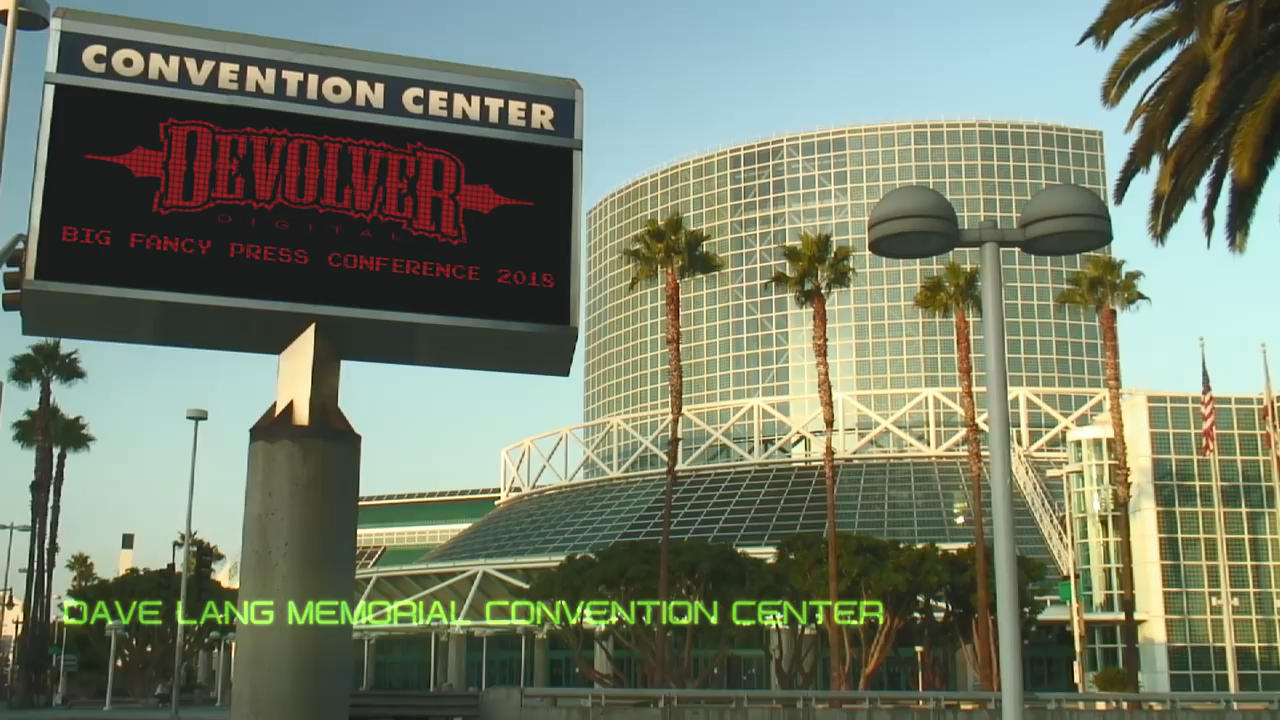 CONVENTION CENTER
DEVOLVER
DIGITAL
BIG FANCY PRESS CONFERENCE 2018
DAVE LANG MEMORIAL CONVENTION CENTER